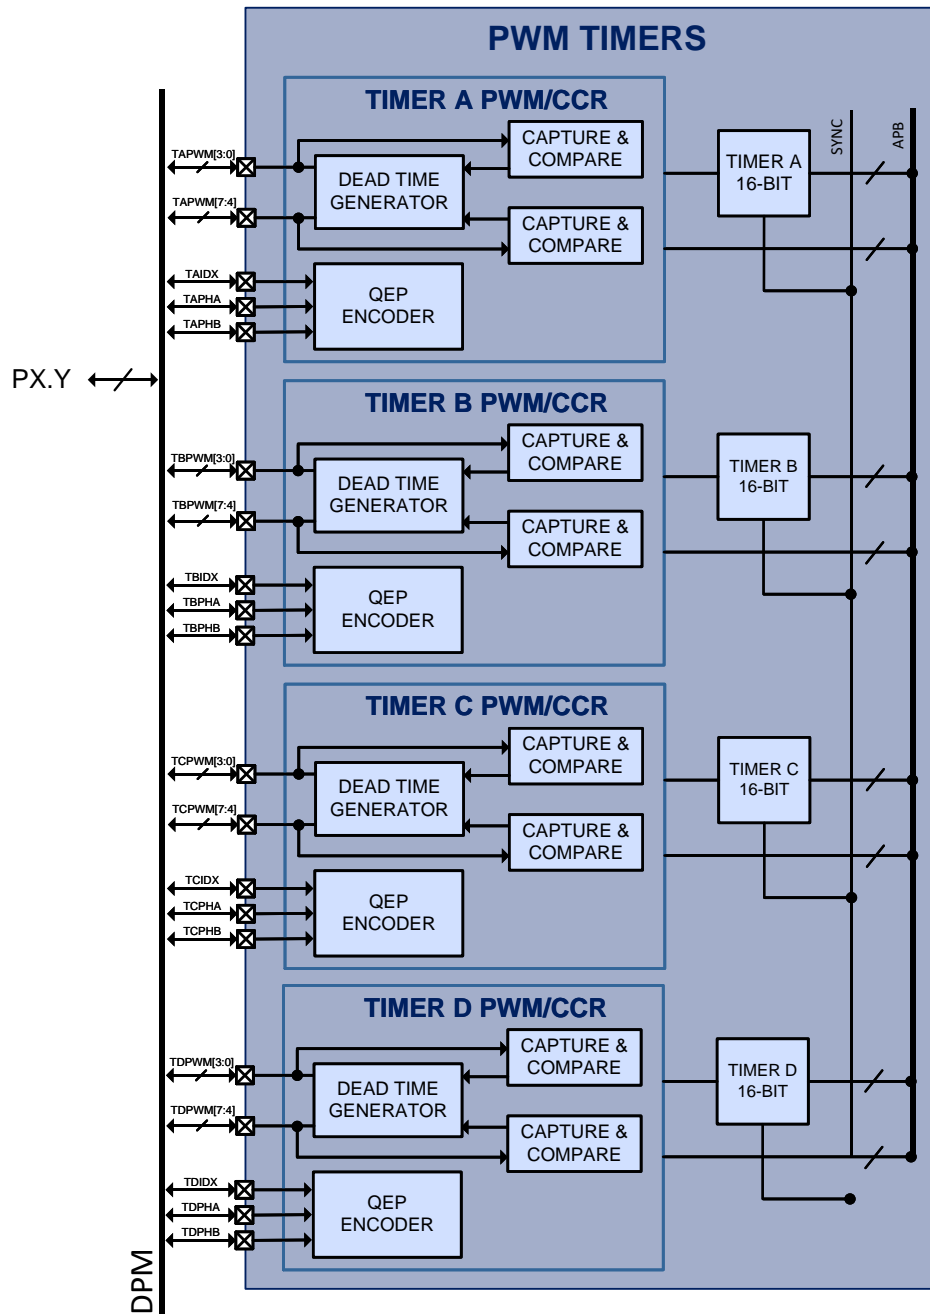 PWM TIMERS
TIMER A PWM/CCR
SYNC
APB
CAPTURE &
COMPARE
TAPWM[3:0]
DEAD TIME
GENERATOR
TIMER A
16-BIT
TAPWM[7:4]
CAPTURE &
COMPARE
TAIDX
TAPHA
TAPHB
QEP
ENCODER
PX.Y
TIMER B PWM/CCR
CAPTURE &
COMPARE
TBPWM[3:0]
DEAD TIME
GENERATOR
TIMER B
16-BIT
TBPWM[7:4]
CAPTURE &
COMPARE
TBIDX
TBPHA
TBPHB
QEP
ENCODER
TIMER C PWM/CCR
CAPTURE &
COMPARE
TCPWM[3:0]
DEAD TIME
GENERATOR
TIMER C
16-BIT
TCPWM[7:4]
CAPTURE &
COMPARE
TCIDX
TCPHA
TCPHB
QEP
ENCODER
TIMER D PWM/CCR
CAPTURE &
COMPARE
TDPWM[3:0]
DEAD TIME
GENERATOR
TIMER D
16-BIT
TDPWM[7:4]
CAPTURE &
COMPARE
TDIDX
TDPHA
TDPHB
QEP
ENCODER
DPM